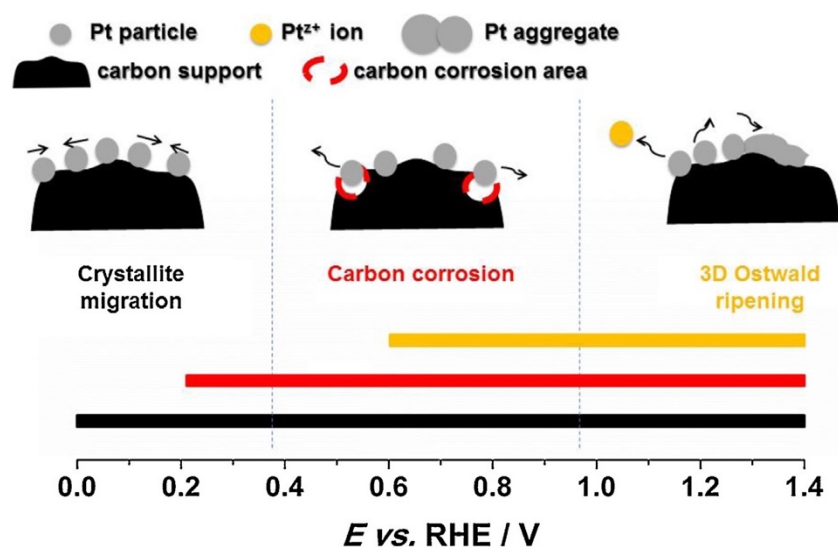 Pt particle Ptᶻ⁺ ion Pt aggregate
carbon support carbon corrosion area
Crystallite
migration
Carbon corrosion
3D Ostwald
ripening
0.0 0.2 0.4 0.6 0.8 1.0 1.2 1.4
E vs. RHE / V